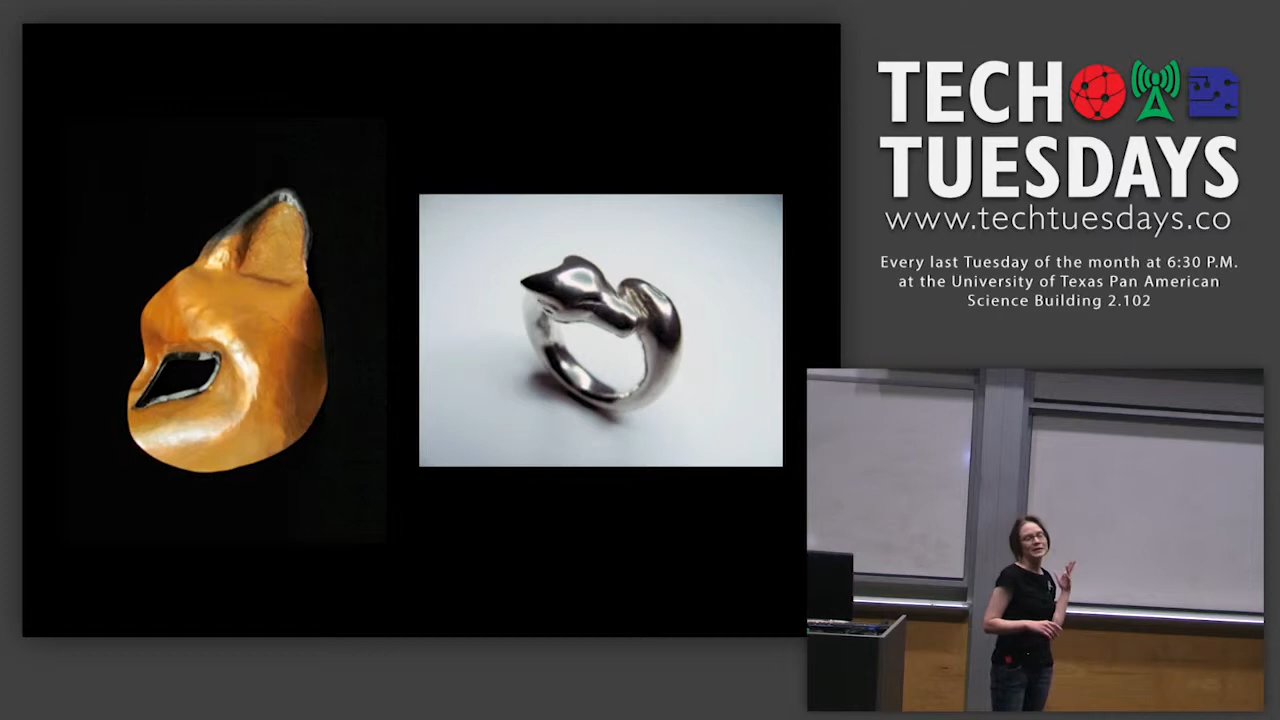 TECH
TUESDAYS
www.techtuesdays.co
Every last Tuesday of the month at 6:30 P.M.
at the University of Texas Pan American
Science Building 2.102